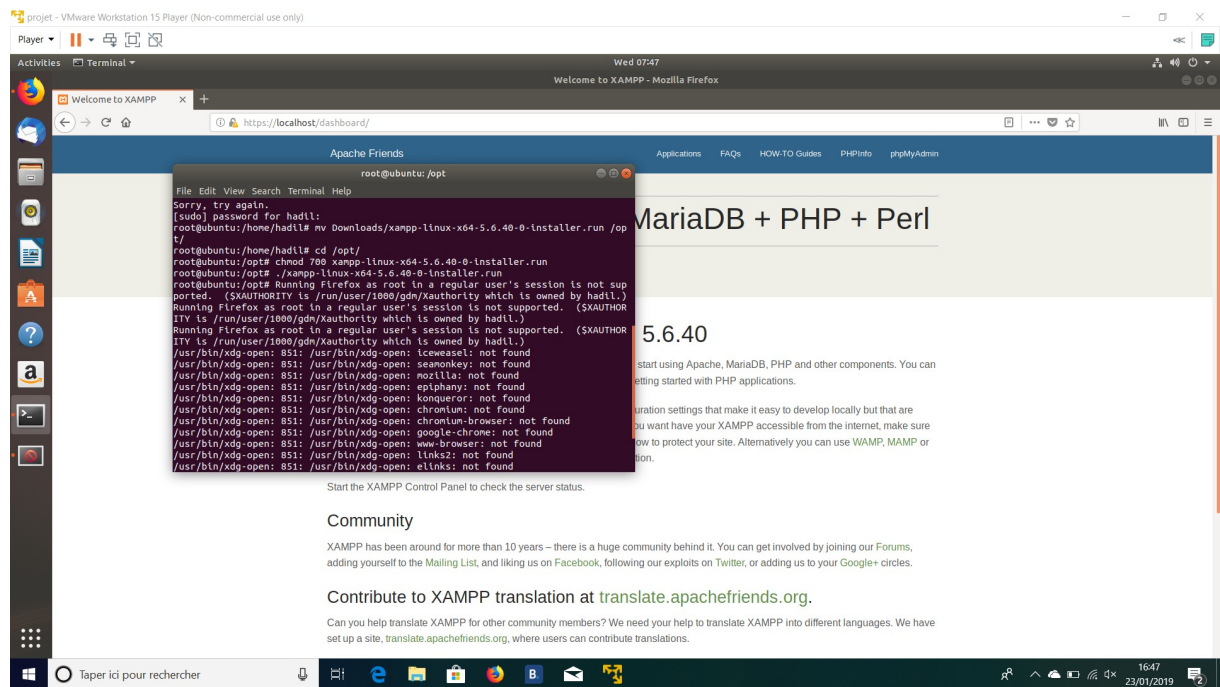 projet - VMware Workstation 15 Player (Non-commercial use only)
Player
Activities Terminal Wed 07:47
Welcome to XAMPP - Mozilla Firefox
Welcome to XAMPP
https://localhost/dashboard/
Apache Friends Applications FAQs HOW-TO Guides PHPInfo phpMyAdmin
root@ubuntu: /opt
File Edit View Search Terminal Help
Sorry, try again.
[sudo] password for hadil:
root@ubuntu:/home/hadil# mv Downloads/xampp-linux-x64-5.6.40-0-installer.run /op
t/
root@ubuntu:/home/hadil# cd /opt/
root@ubuntu:/opt# chmod 700 xampp-linux-x64-5.6.40-0-installer.run
root@ubuntu:/opt# ./xampp-linux-x64-5.6.40-0-installer.run
root@ubuntu:/opt# Running Firefox as root in a regular user's session is not sup
ported. ($XAUTHORITY is /run/user/1000/gdm/Xauthority which is owned by hadil.)
Running Firefox as root in a regular user's session is not supported. ($XAUTHOR
ITY is /run/user/1000/gdm/Xauthority which is owned by hadil.)
Running Firefox as root in a regular user's session is not supported. ($XAUTHOR
ITY is /run/user/1000/gdm/Xauthority which is owned by hadil.)
/usr/bin/xdg-open: 851: /usr/bin/xdg-open: iceweasel: not found
/usr/bin/xdg-open: 851: /usr/bin/xdg-open: seamonkey: not found
/usr/bin/xdg-open: 851: /usr/bin/xdg-open: mozilla: not found
/usr/bin/xdg-open: 851: /usr/bin/xdg-open: epiphany: not found
/usr/bin/xdg-open: 851: /usr/bin/xdg-open: konqueror: not found
/usr/bin/xdg-open: 851: /usr/bin/xdg-open: chromium: not found
/usr/bin/xdg-open: 851: /usr/bin/xdg-open: chromium-browser: not found
/usr/bin/xdg-open: 851: /usr/bin/xdg-open: google-chrome: not found
/usr/bin/xdg-open: 851: /usr/bin/xdg-open: www-browser: not found
/usr/bin/xdg-open: 851: /usr/bin/xdg-open: links2: not found
/usr/bin/xdg-open: 851: /usr/bin/xdg-open: elinks: not found
MariaDB + PHP + Perl
5.6.40
start using Apache, MariaDB, PHP and other components. You can
etting started with PHP applications.
uration settings that make it easy to develop locally but that are
ou want have your XAMPP accessible from the internet, make sure
ow to protect your site. Alternatively you can use WAMP, MAMP or
tion.
Start the XAMPP Control Panel to check the server status.
Community
XAMPP has been around for more than 10 years – there is a huge community behind it. You can get involved by joining our Forums,
adding yourself to the Mailing List, and liking us on Facebook, following our exploits on Twitter, or adding us to your Google+ circles.
Contribute to XAMPP translation at translate.apachefriends.org.
Can you help translate XAMPP for other community members? We need your help to translate XAMPP into different languages. We have
set up a site, translate.apachefriends.org, where users can contribute translations.
Taper ici pour rechercher
B.
16:47
23/01/2019
2